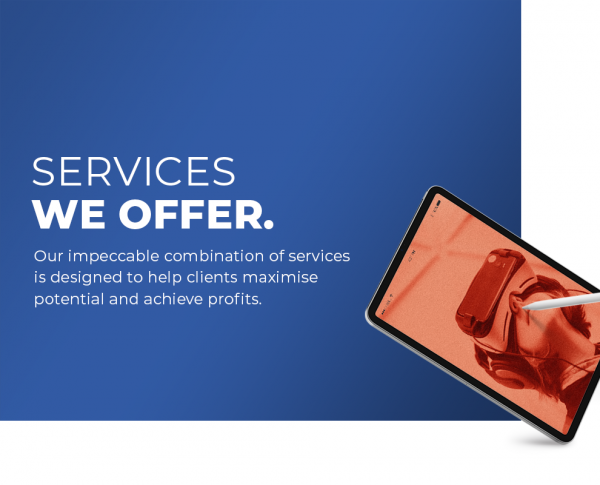 SERVICES
WE OFFER.
Our impeccable combination of services
is designed to help clients maximise
potential and achieve profits.